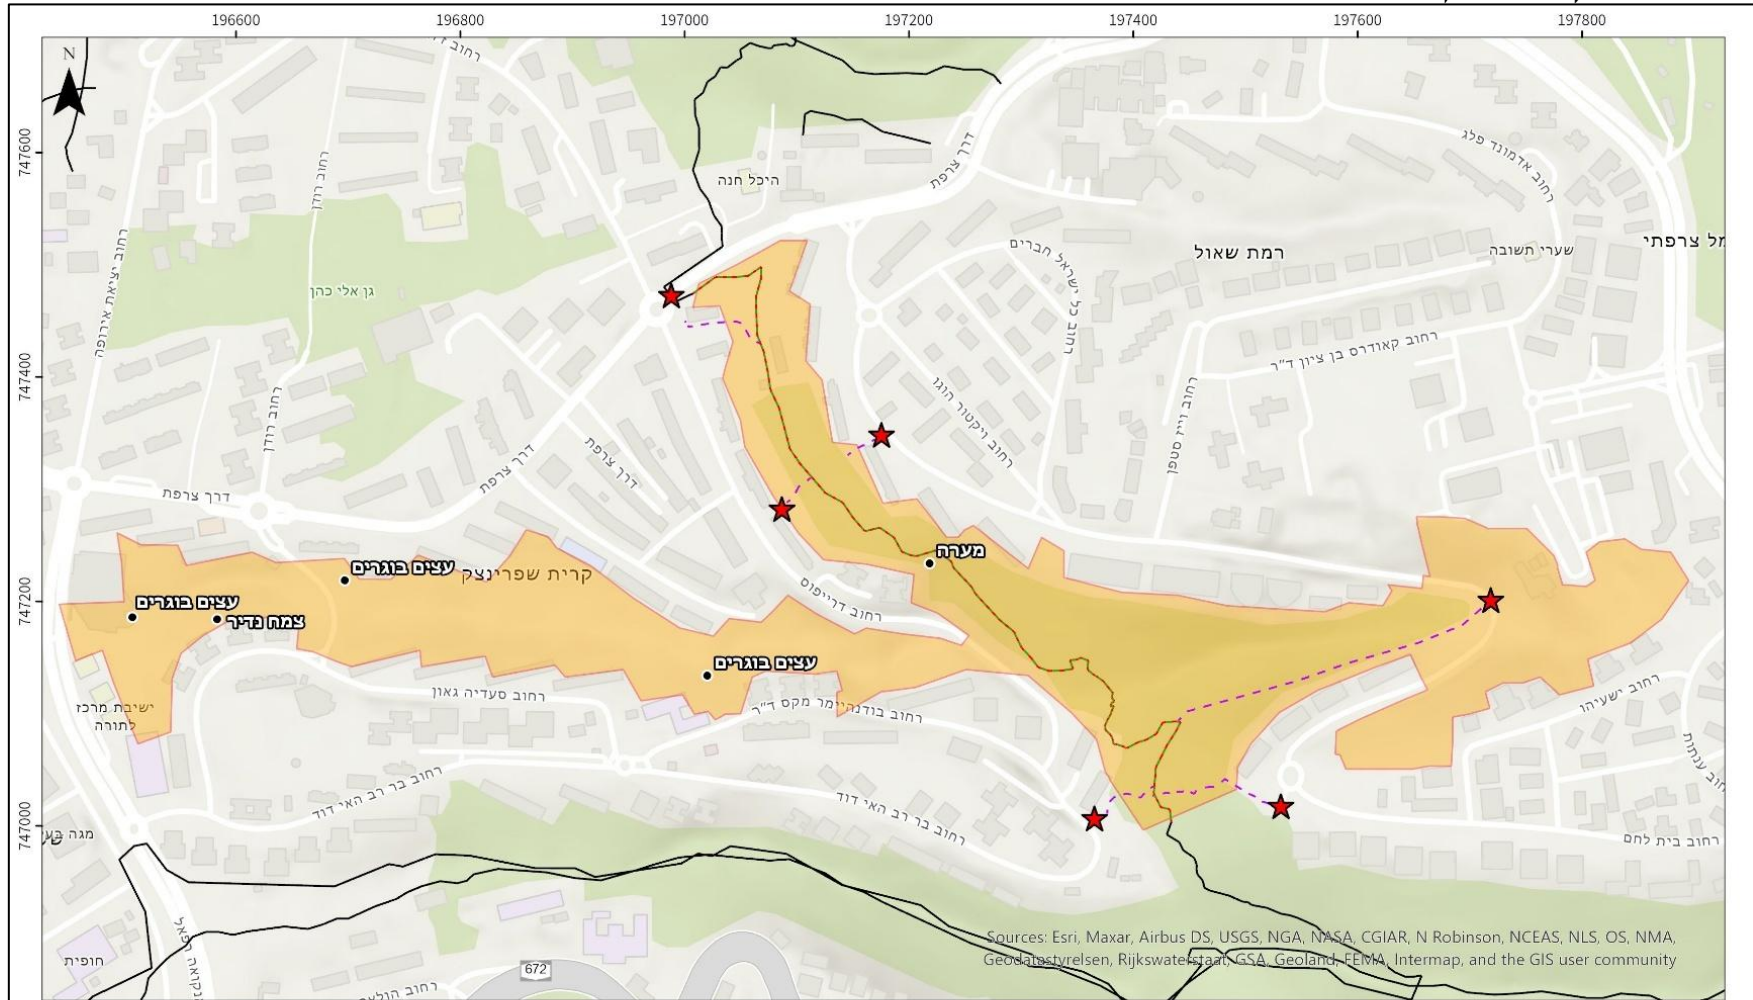 196600
196800
197000
197200
197400
197600
197800
N
747600
747400
747200
747000
רחוב יציאת אירופה
רחוב רודן
רחוב רודן
גן אלי כהן
היכל חנה
דרך צרפת
רחוב אדמונד פלג
רחוב כל ישראל חברים
רמת שאול
שערי תשובה
רחוב קאודרס בן ציון ד"ר
רחוב ויקטור הוגו
רחוב וייז סטפן
דרך צרפת
דרך צרפת
דרך צרפת
עצים בוגרים
קרית שפרינצק
עצים בוגרים
צמח נדיר
מערה
רחוב דרייפוס
עצים בוגרים
רחוב סעדיה גאון
רחוב בודנהיימר מקס ד"ר
ישיבת מרכז
לתורה
רחוב ישעיהו
רחוב בר רב האי דוד
רחוב בר רב האי דוד
רחוב בית לחם
חופית
672
Sources: Esri, Maxar, Airbus DS, USGS, NGA, NASA, CGIAR, N Robinson, NCEAS, NLS, OS, NMA,
Geodatastyrelsen, Rijkswaterstaat, GSA, Geoland, FEMA, Intermap, and the GIS user community